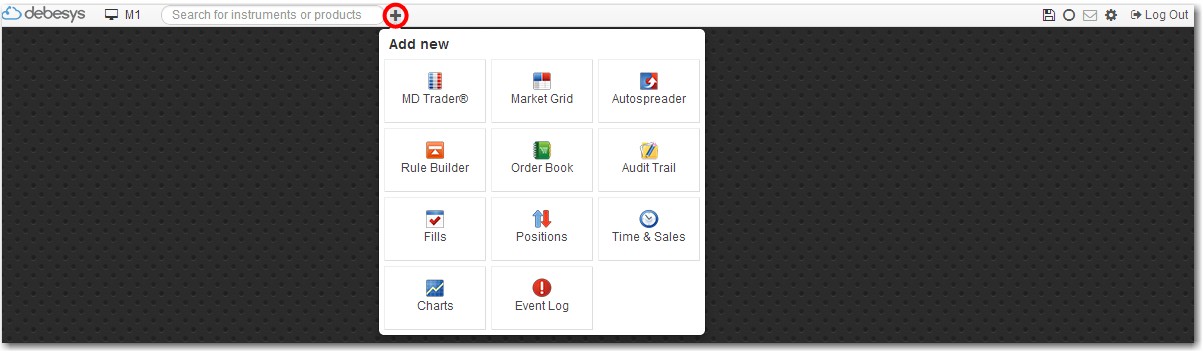 debesys M1 Search for instruments or products Log Out
Add new
MD Trader® Market Grid Autospreader
Rule Builder Order Book Audit Trail
Fills Positions Time & Sales
Charts Event Log